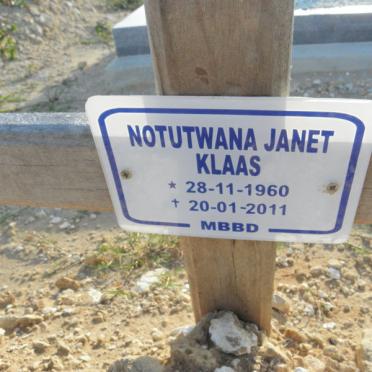 NOTUTWANA JANET
KLAAS
* 28-11-1960
† 20-01-2011
MBBD